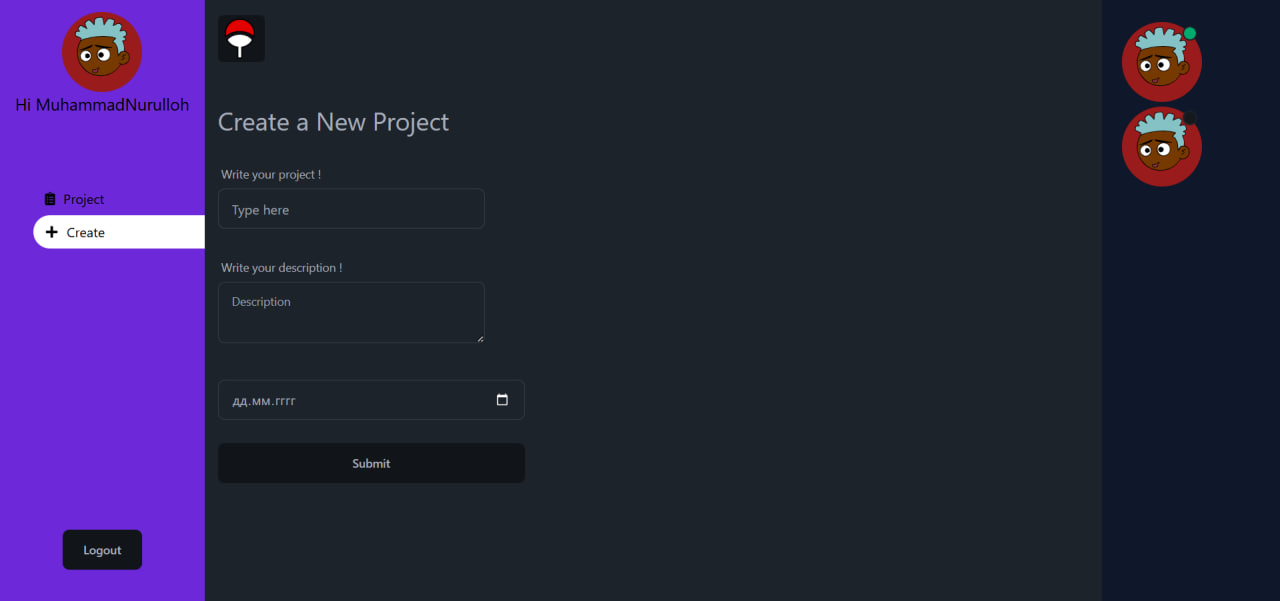 Hi MuhammadNurulloh
Project
Create
Logout
Create a New Project
Write your project !
Type here
Write your description !
Description
дд.мм.гггг
Submit